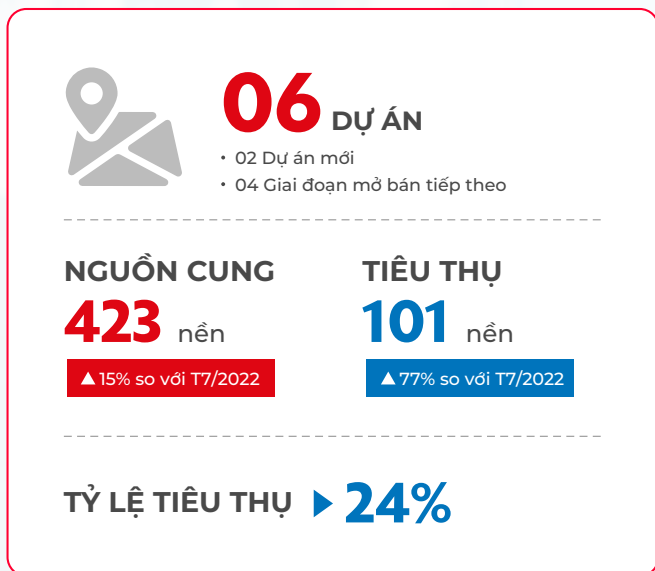 06 DỰ ÁN
• 02 Dự án mới
• 04 Giai đoạn mở bán tiếp theo
NGUỒN CUNG
423 nền
▲ 15% so với T7/2022
TIÊU THỤ
101 nền
▲ 77% so với T7/2022
TỶ LỆ TIÊU THỤ ▶ 24%